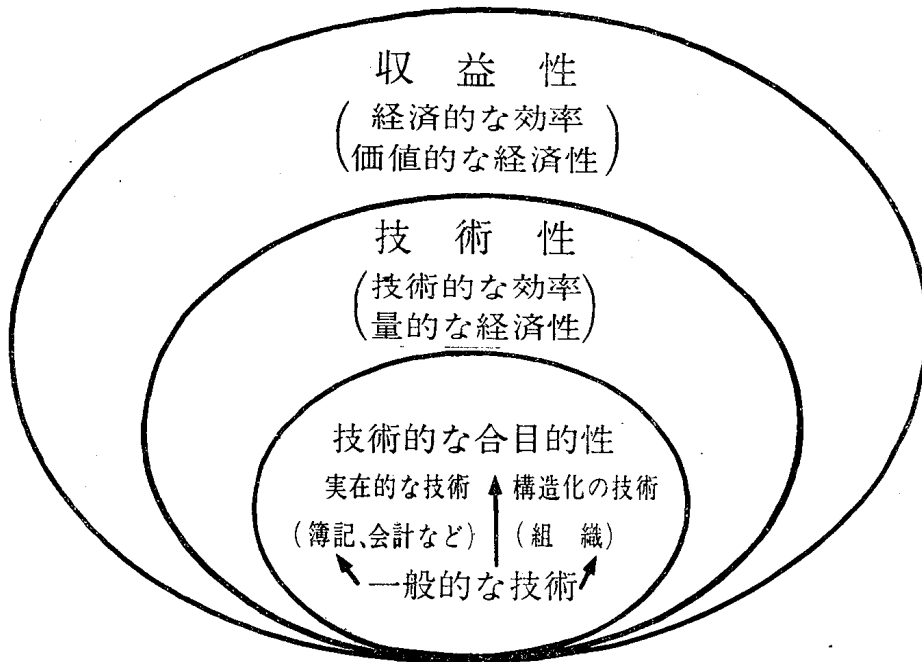 収益性
(経済的な効率
価値的な経済性)
技術性
(技術的な効率
量的な経済性)
技術的な合目的性
実在的な技術 構造化の技術
(簿記、会計など) (組織)
一般的な技術